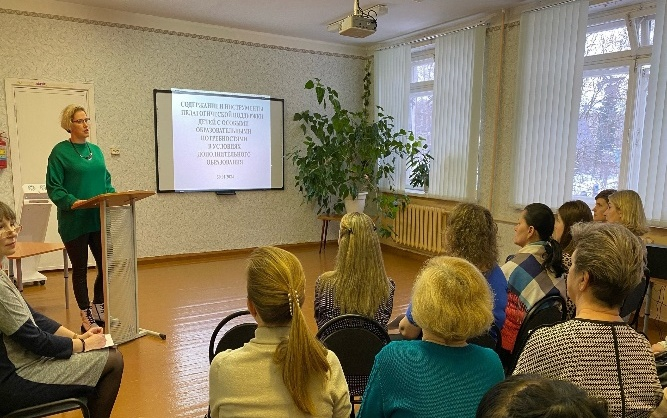 СОДЕРЖАНИЕ И ИНСТРУМЕНТЫ
ПЕДАГОГИЧЕСКОЙ ПОДДЕРЖКИ
ДЕТЕЙ С ОСОБЫМИ
ОБРАЗОВАТЕЛЬНЫМИ
ПОТРЕБНОСТЯМИ
В УСЛОВИЯХ
ДОПОЛНИТЕЛЬНОГО
ОБРАЗОВАНИЯ